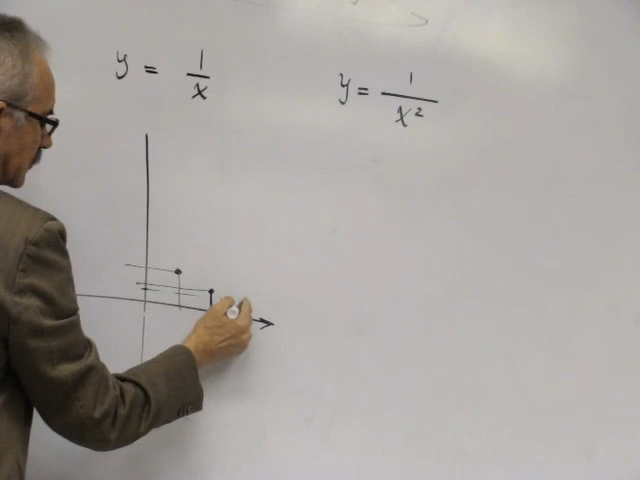 y = 1/x
y = 1/x²